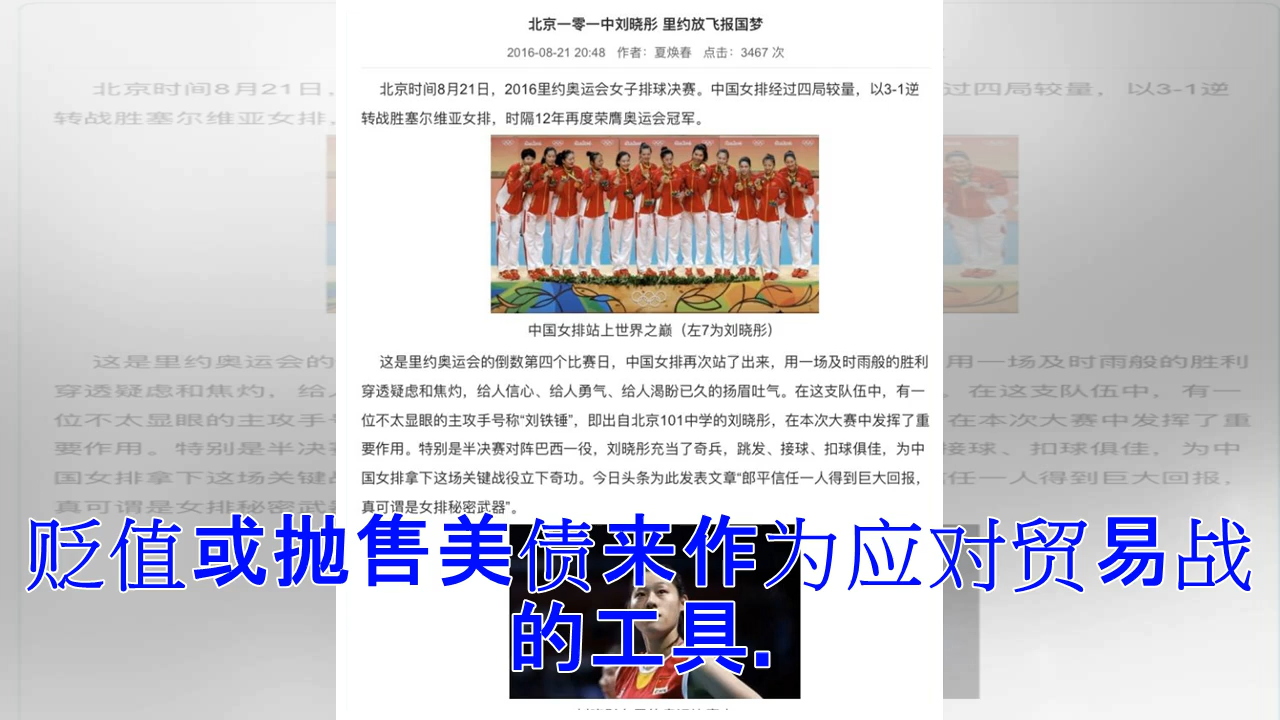 北京一零一中刘晓彤 里约放飞报国梦
2016-08-21 20:48 作者：夏焕春 点击：3467 次
北京时间8月21日，2016里约奥运会女子排球决赛。中国女排经过四局较量，以3-1逆
转战胜塞尔维亚女排，时隔12年再度荣膺奥运会冠军。
中国女排站上世界之巅（左7为刘晓彤）
这是里约奥运会的倒数第四个比赛日，中国女排再次站了出来，用一场及时雨般的胜利
穿透疑虑和焦灼，给人信心、给人勇气、给人渴盼已久的扬眉吐气。在这支队伍中，有一
位不太显眼的主攻手号称“刘铁锤”，即出自北京101中学的刘晓彤，在本次大赛中发挥了重
要作用。特别是半决赛对阵巴西一役，刘晓彤充当了奇兵，跳发、接球、扣球俱佳，为中
国女排拿下这场关键战役立下奇功。今日头条为此发表文章“郎平信任一人得到巨大回报，
真可谓是女排秘密武器”。
贬值或抛售美债来作为应对贸易战
的工具.